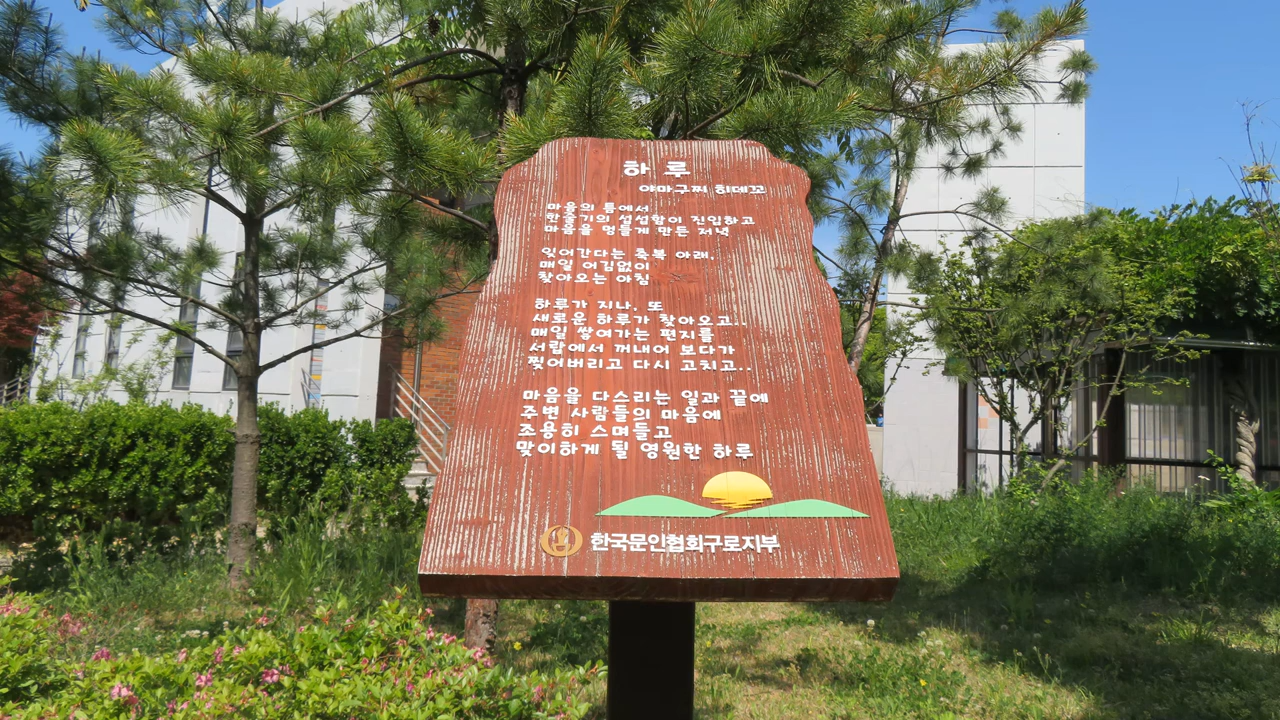 하루
야마구찌 히데꼬
마음의 틈에서
한줄기의 섭섭함이 진입하고
마음을 멍들게 만든 저녁
잊어간다는 축복 아래,
매일 어김없이
찾아오는 아침
하루가 지나, 또
새로운 하루가 찾아오고..
매일 쌓여가는 편지를
서랍에서 꺼내어 보다가
찢어버리고 다시 고치고..
마음을 다스리는 일과 끝에
주변 사람들의 마음에
조용히 스며들고
맞이하게 될 영원한 하루
한국문인협회구로지부